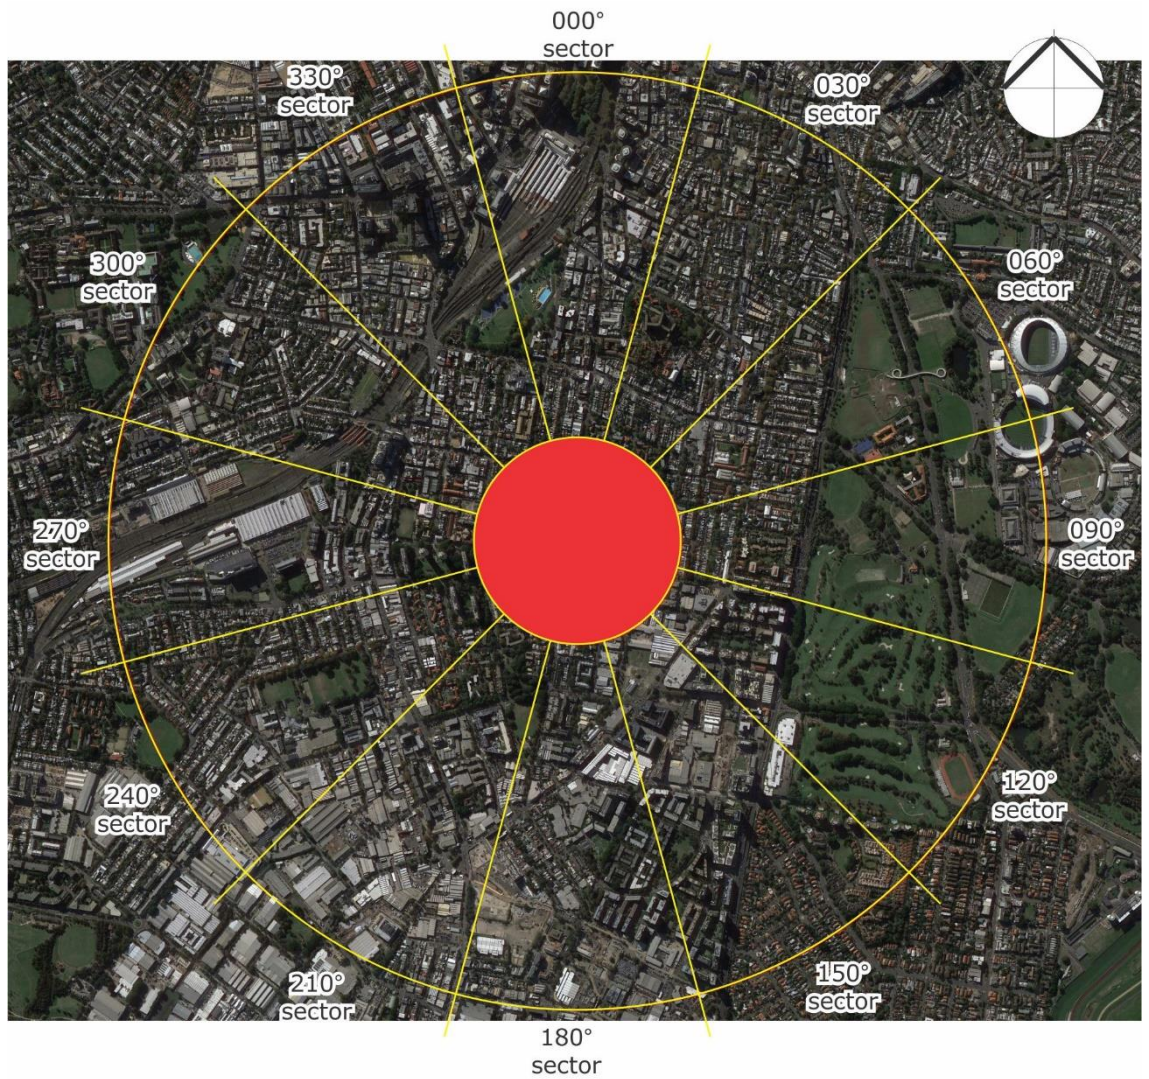 000°
sector
330°
sector
030°
sector
300°
sector
060°
sector
270°
sector
090°
sector
240°
sector
120°
sector
210°
sector
150°
sector
180°
sector